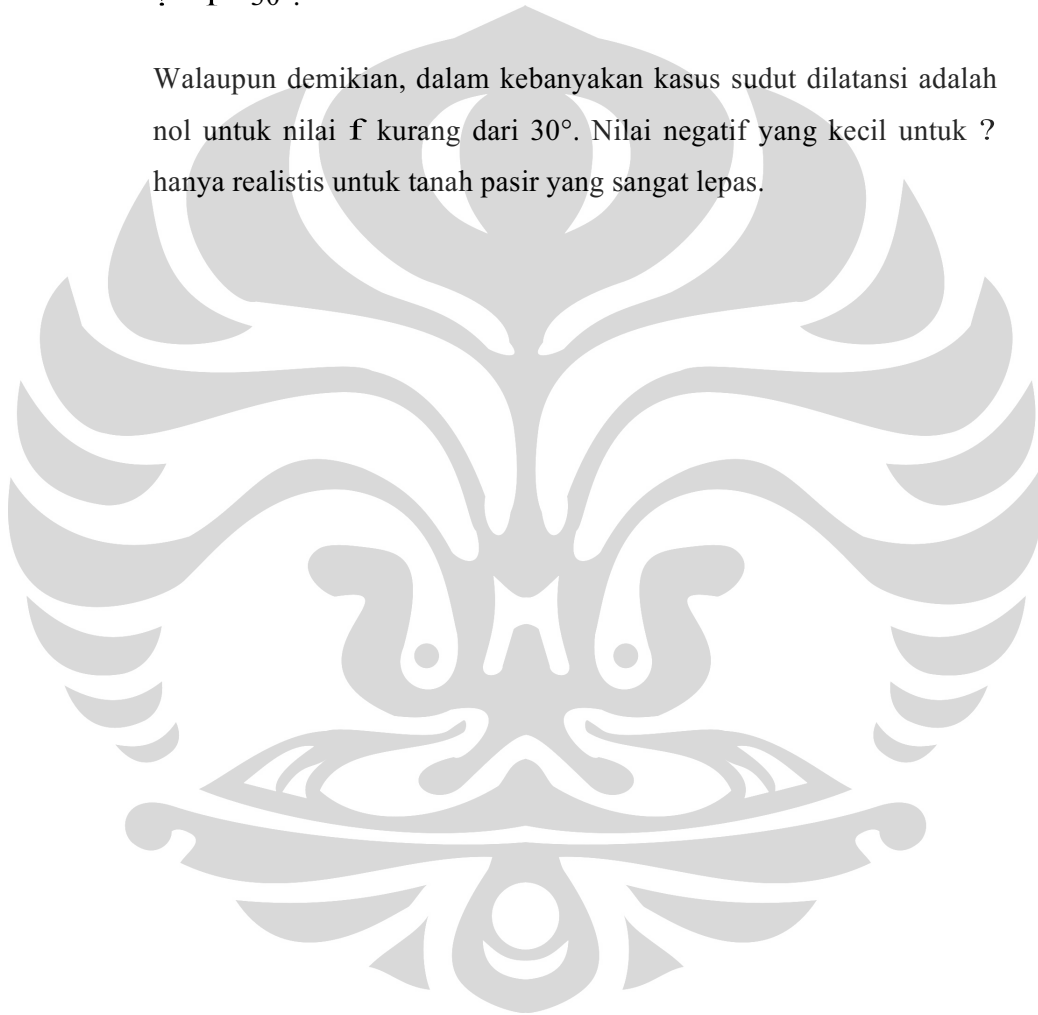 Walaupun demikian, dalam kebanyakan kasus sudut dilatansi adalah
nol untuk nilai f kurang dari 30°. Nilai negatif yang kecil untuk ?
hanya realistis untuk tanah pasir yang sangat lepas.